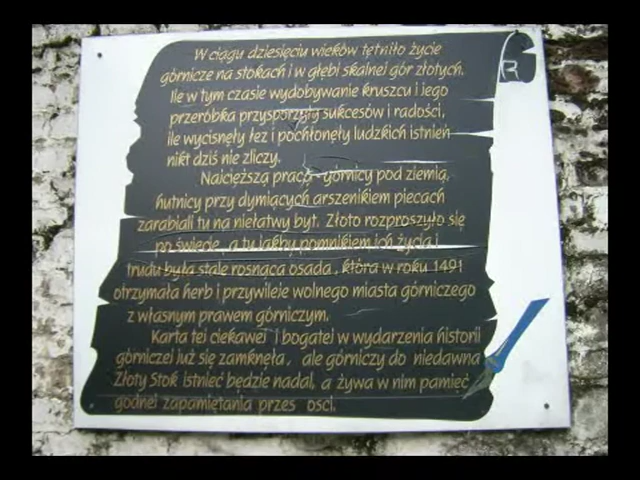 W ciągu dziesięciu wieków tętniło życie
górnicze na stokach i w głębi skalnej gór złotych.
Ile w tym czasie wydobywanie kruszcu i jego
przeróbka przysporzyły sukcesów i radości,
ile wycisnęły łez i pochłonęły ludzkich istnień
nikt dziś nie zliczy.
Najcięższą pracą górnicy pod ziemią,
hutnicy przy dymiących arszenikiem piecach
zarabiali tu na niełatwy byt. Złoto rozproszyło się
po świecie, a tu jakby pomnikiem ich życia i
trudu była stale rosnąca osada, która w roku 1491
otrzymała herb i przywileje wolnego miasta górniczego
z własnym prawem górniczym.
Karta tej ciekawej i bogatej w wydarzenia historii
górniczej już się zamknęła, ale górniczy do niedawna
Złoty Stok istnieć będzie nadal, a żywa w nim pamięć
godnej zapamiętania przes osci.
R